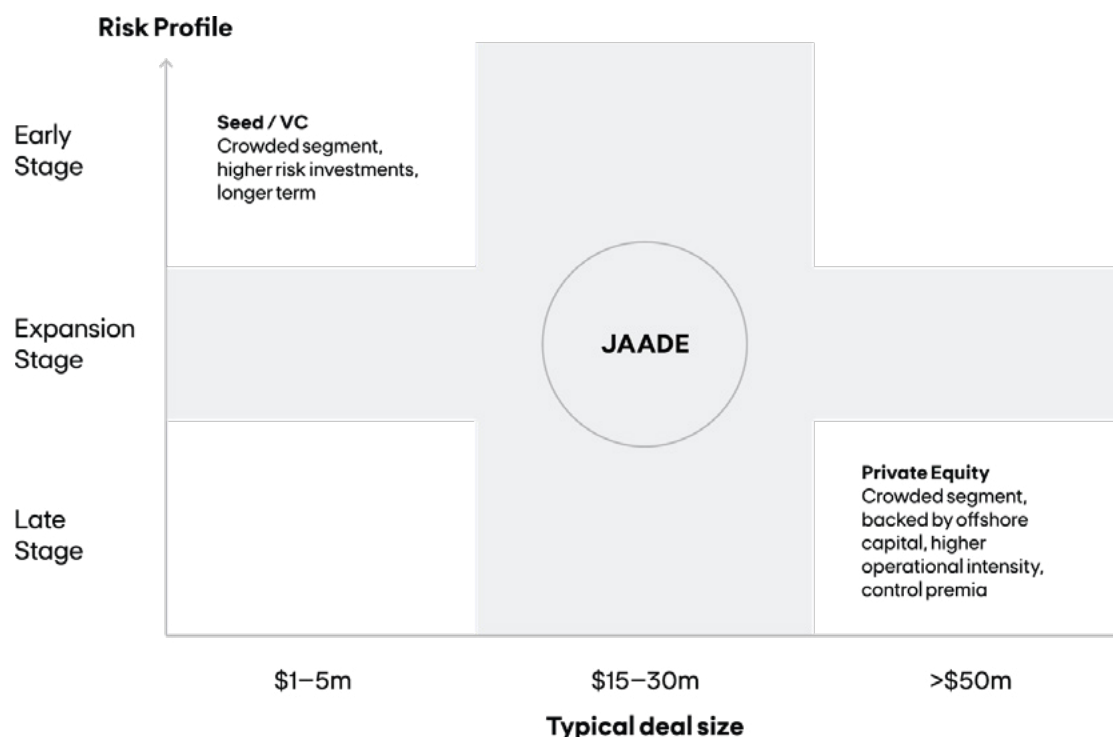 Risk Profile
Early
Stage
Seed / VC
Crowded segment,
higher risk investments,
longer term
Expansion
Stage
JAADE
Late
Stage
Private Equity
Crowded segment,
backed by offshore
capital, higher
operational intensity,
control premia
$1–5m
$15–30m
>$50m
Typical deal size